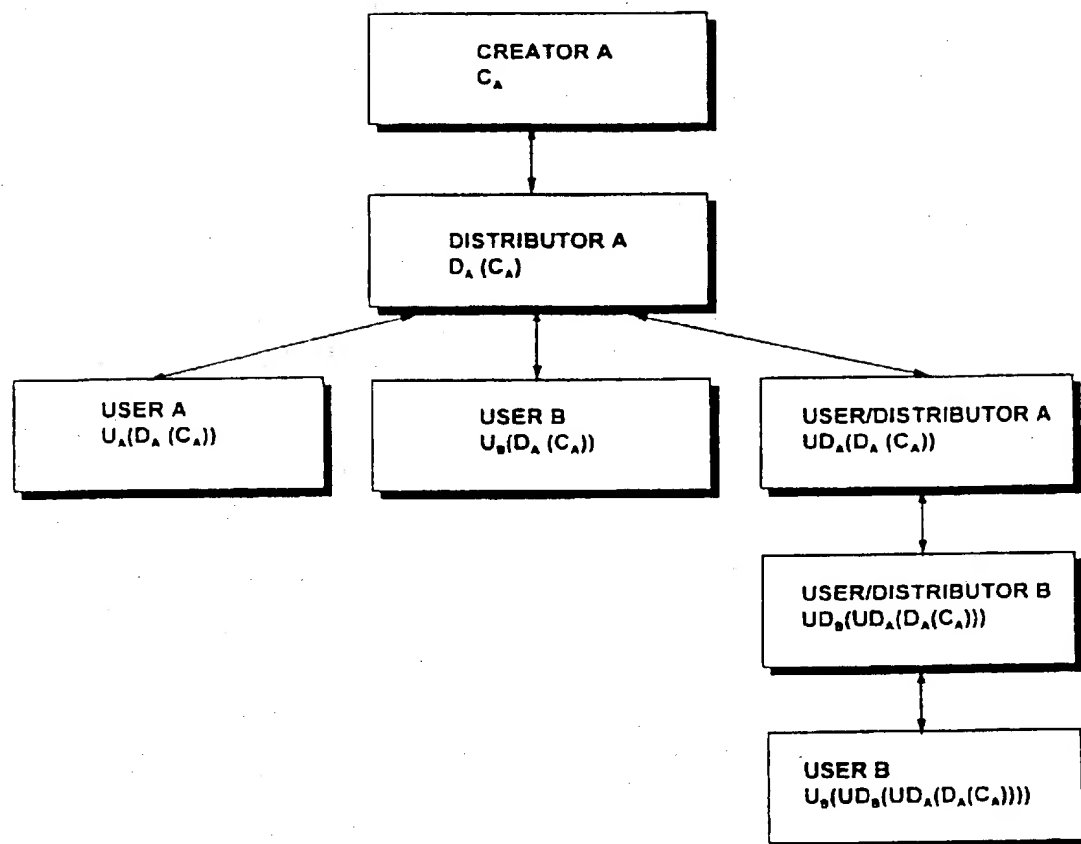 CREATOR A
C_A
DISTRIBUTOR A
D_A (C_A)
USER A
U_A(D_A (C_A))
USER B
U_B(D_A (C_A))
USER/DISTRIBUTOR A
UD_A(D_A (C_A))
USER/DISTRIBUTOR B
UD_B(UD_A(D_A(C_A)))
USER B
U_B(UD_B(UD_A(D_A(C_A))))